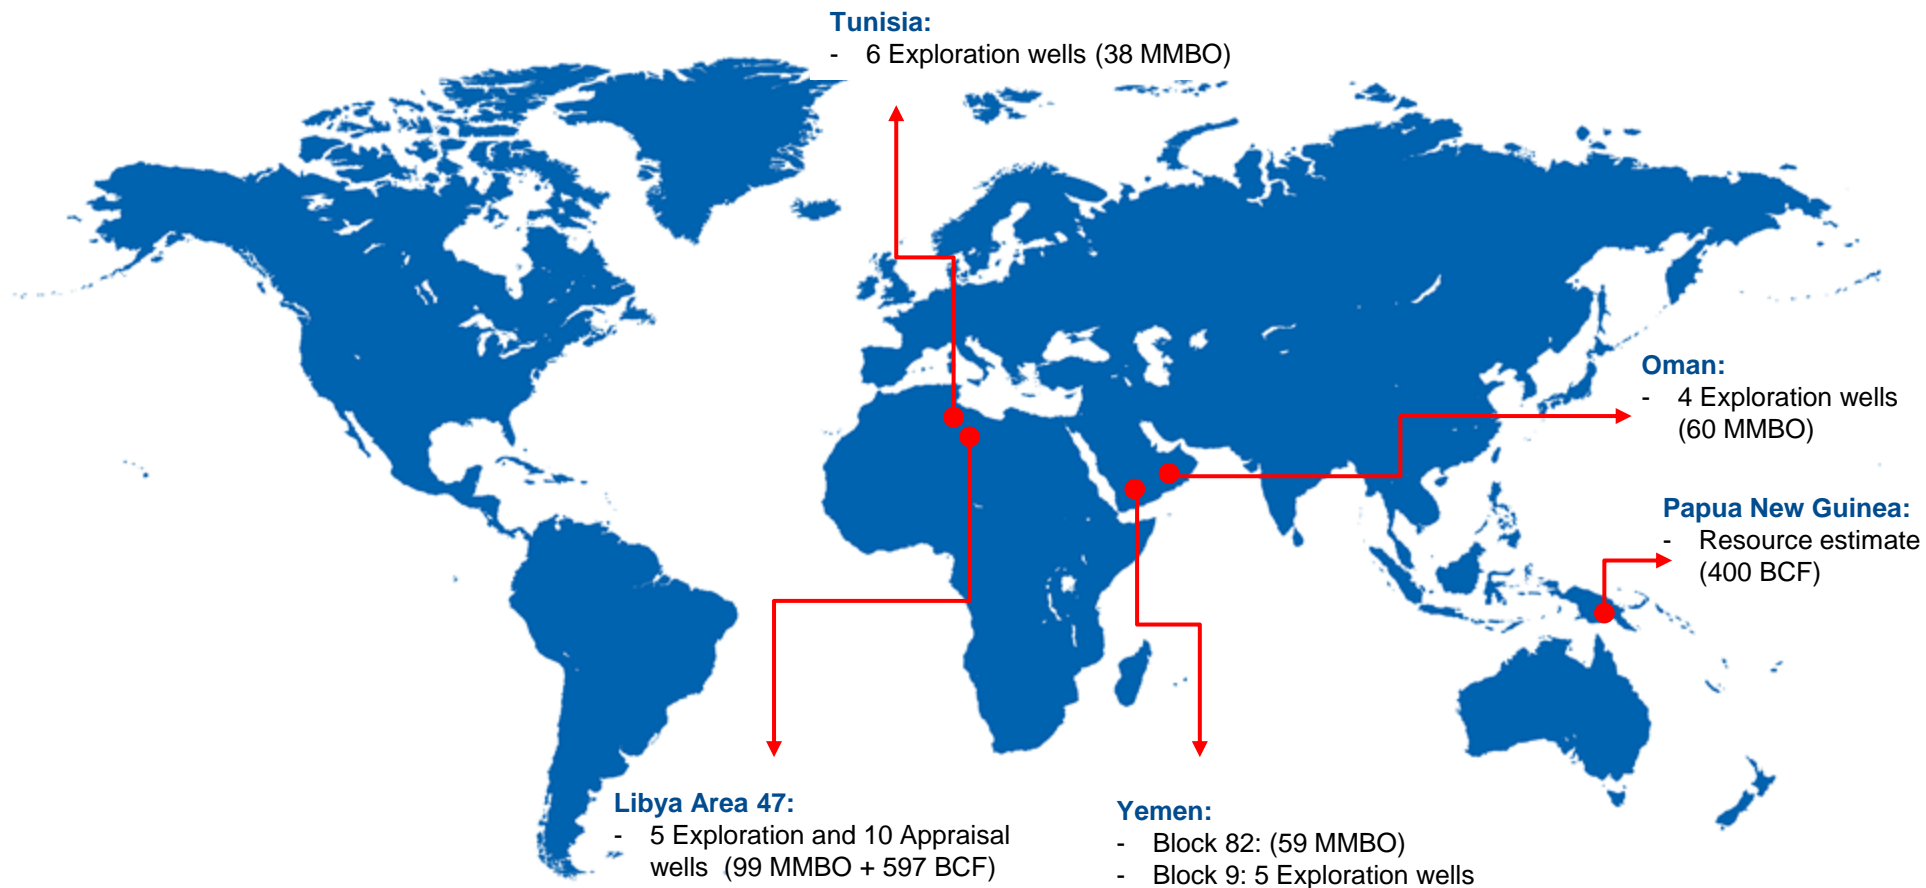 Tunisia:
- 6 Exploration wells (38 MMBO)
Oman:
- 4 Exploration wells
(60 MMBO)
Papua New Guinea:
- Resource estimate
(400 BCF)
Libya Area 47:
- 5 Exploration and 10 Appraisal
wells (99 MMBO + 597 BCF)
Yemen:
- Block 82: (59 MMBO)
- Block 9: 5 Exploration wells